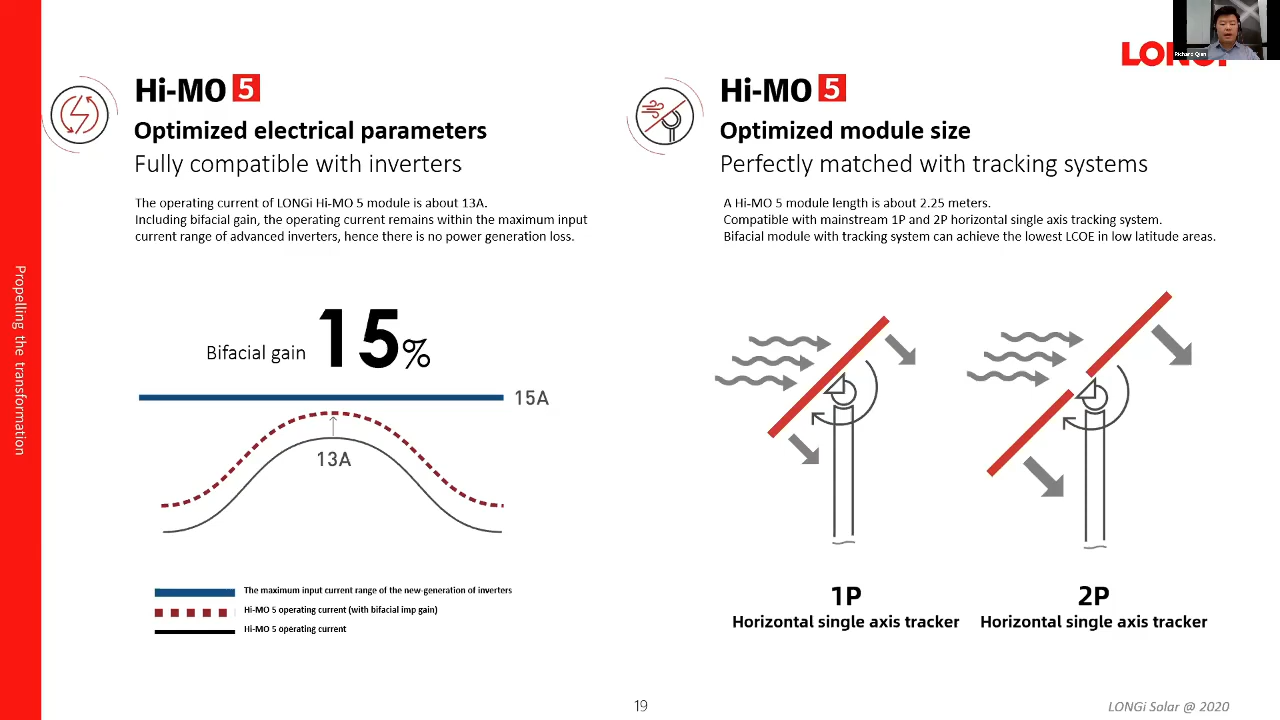 Propelling the transformation
LONGi
Richard Qian
Hi-MO 5
Optimized electrical parameters
Fully compatible with inverters
The operating current of LONGi Hi-MO 5 module is about 13A.
Including bifacial gain, the operating current remains within the maximum input
current range of advanced inverters, hence there is no power generation loss.
Bifacial gain 15%
15A
13A
The maximum input current range of the new-generation of inverters
Hi-MO 5 operating current (with bifacial imp gain)
Hi-MO 5 operating current
Hi-MO 5
Optimized module size
Perfectly matched with tracking systems
A Hi-MO 5 module length is about 2.25 meters.
Compatible with mainstream 1P and 2P horizontal single axis tracking system.
Bifacial module with tracking system can achieve the lowest LCOE in low latitude areas.
1P
Horizontal single axis tracker
2P
Horizontal single axis tracker
19
LONGi Solar @ 2020